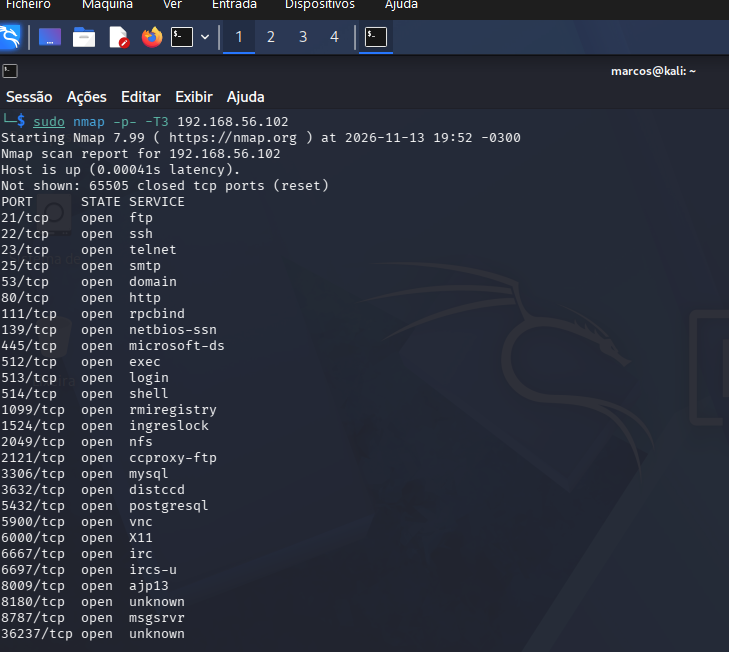 Ficheiro Máquina Ver Entrada Dispositivos Ajuda
1 2 3 4
marcos@kali: ~
Sessão Ações Editar Exibir Ajuda
└─$ sudo nmap -p- -T3 192.168.56.102
Starting Nmap 7.99 ( https://nmap.org ) at 2026-11-13 19:52 -0300
Nmap scan report for 192.168.56.102
Host is up (0.00041s latency).
Not shown: 65505 closed tcp ports (reset)
PORT      STATE SERVICE
21/tcp    open  ftp
22/tcp    open  ssh
23/tcp    open  telnet
25/tcp    open  smtp
53/tcp    open  domain
80/tcp    open  http
111/tcp   open  rpcbind
139/tcp   open  netbios-ssn
445/tcp   open  microsoft-ds
512/tcp   open  exec
513/tcp   open  login
514/tcp   open  shell
1099/tcp  open  rmiregistry
1524/tcp  open  ingreslock
2049/tcp  open  nfs
2121/tcp  open  ccproxy-ftp
3306/tcp  open  mysql
3632/tcp  open  distccd
5432/tcp  open  postgresql
5900/tcp  open  vnc
6000/tcp  open  X11
6667/tcp  open  irc
6697/tcp  open  ircs-u
8009/tcp  open  ajp13
8180/tcp  open  unknown
8787/tcp  open  msgsrvr
36237/tcp open  unknown